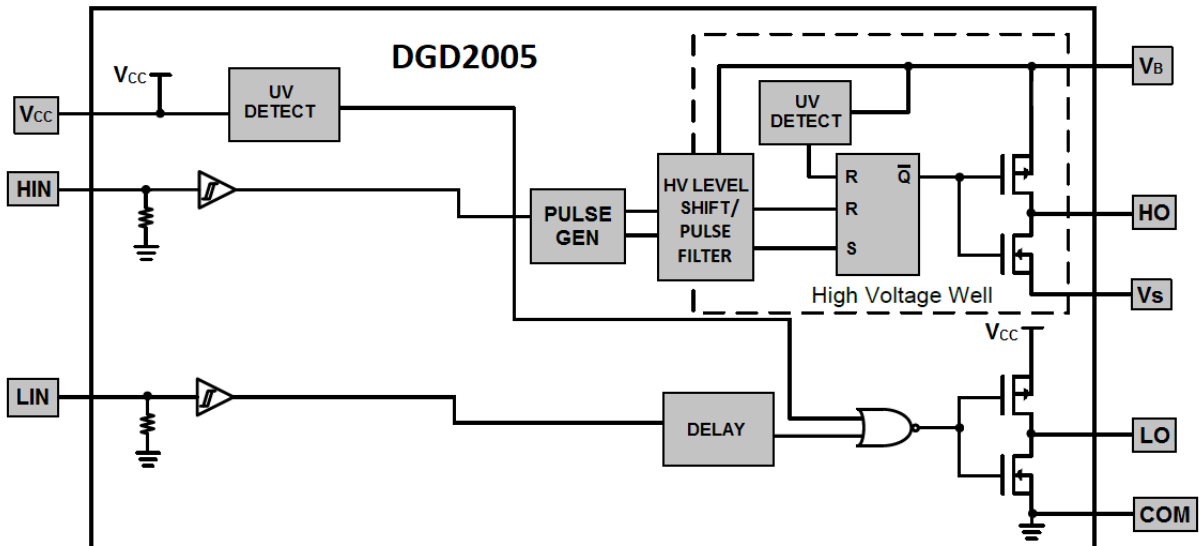 DGD2005
VCC
VCC
UV
DETECT
VB
UV
DETECT
HIN
PULSE
GEN
HV LEVEL
SHIFT/
PULSE
FILTER
R
Q̅
R
S
HO
High Voltage Well
Vs
VCC
LIN
DELAY
LO
COM